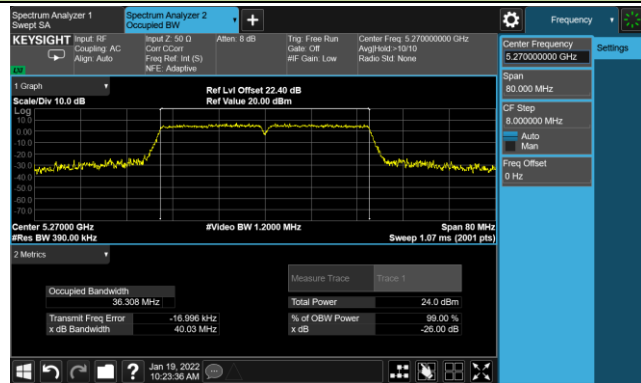 Spectrum Analyzer 1
Swept SA
Spectrum Analyzer 2
Occupied BW
Frequency
KEYSIGHT
Input: RF
Coupling: AC
Align: Auto
Input Z: 50 Ω
Corr CCorr
Freq Ref: Int (S)
NFE: Adaptive
Atten: 8 dB
Trig: Free Run
Gate: Off
#IF Gain: Low
Center Freq: 5.270000000 GHz
Avg|Hold:>10/10
Radio Std: None
Center Frequency
5.270000000 GHz
Settings
Span
80.000 MHz
CF Step
8.000000 MHz
Auto
Man
Freq Offset
0 Hz
1 Graph
Scale/Div 10.0 dB
Ref Lvl Offset 22.40 dB
Ref Value 20.00 dBm
Log
10.0
0.00
-10.0
-20.0
-30.0
-40.0
-50.0
-60.0
-70.0
Center 5.27000 GHz
#Res BW 390.00 kHz
#Video BW 1.2000 MHz
Span 80 MHz
Sweep 1.07 ms (2001 pts)
2 Metrics
Measure Trace
Trace 1
Occupied Bandwidth
36.308 MHz
Total Power
24.0 dBm
Transmit Freq Error
-16.996 kHz
% of OBW Power
99.00 %
x dB Bandwidth
40.03 MHz
x dB
-26.00 dB
Jan 19, 2022
10:23:36 AM